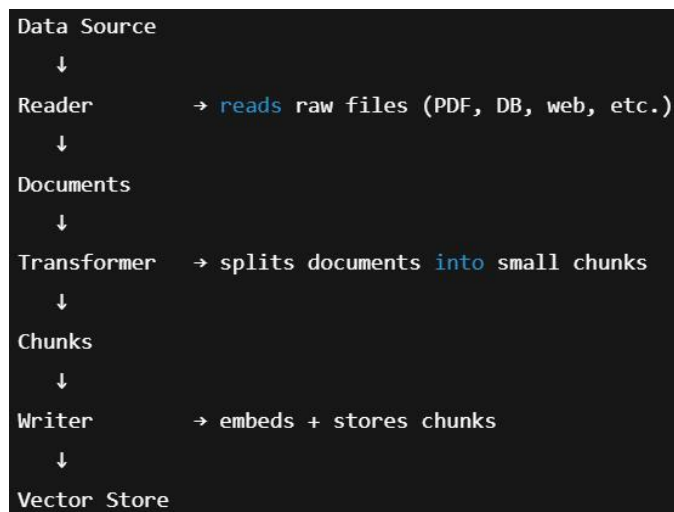 Data Source
↓
Reader → reads raw files (PDF, DB, web, etc.)
↓
Documents
↓
Transformer → splits documents into small chunks
↓
Chunks
↓
Writer → embeds + stores chunks
↓
Vector Store